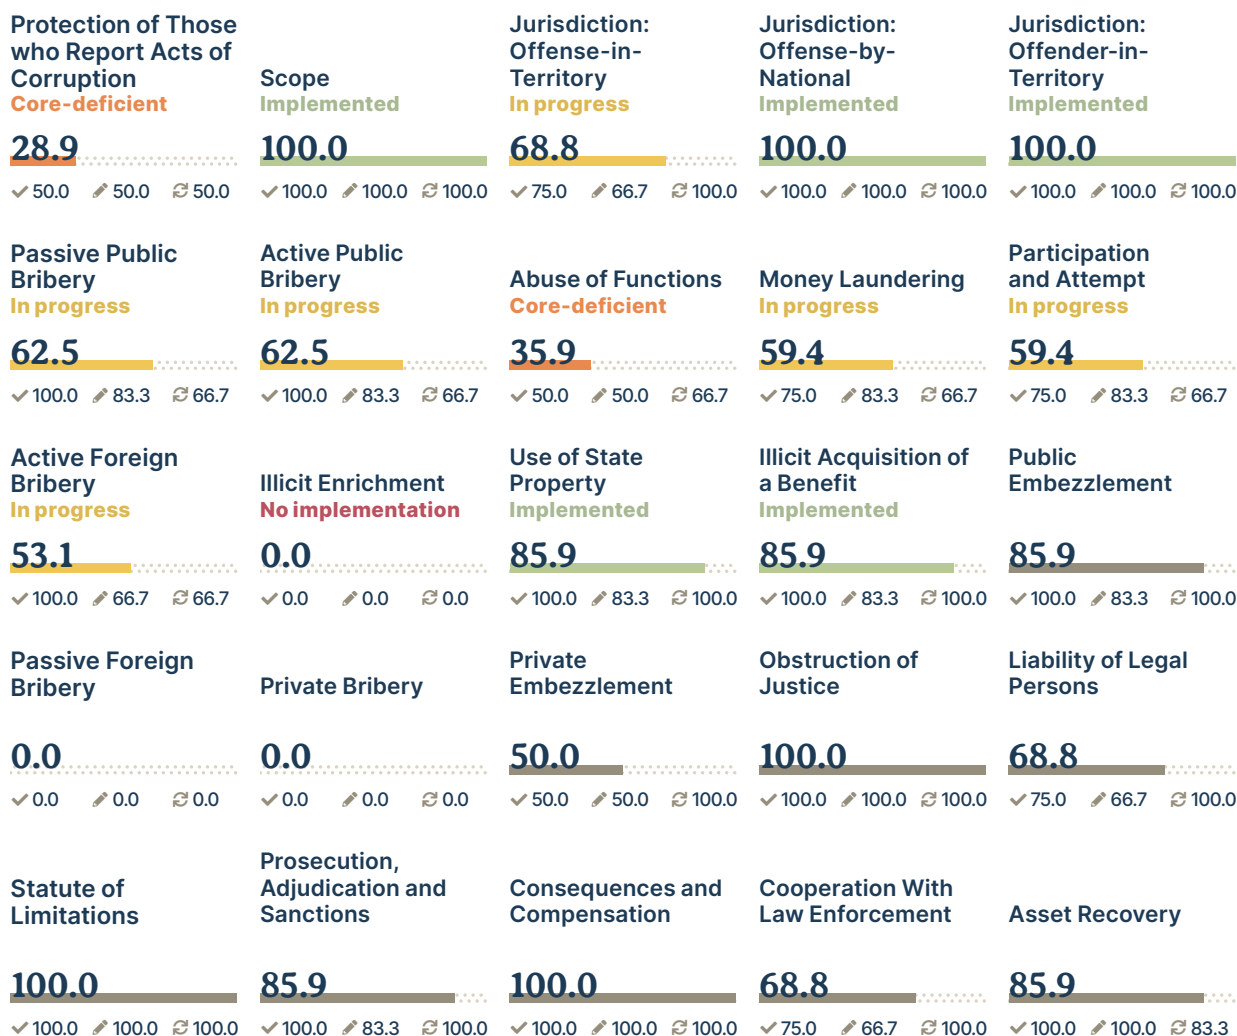 Protection of Those
who Report Acts of
Corruption
Core-deficient
28.9
50.0 50.0 50.0
Scope
Implemented
100.0
100.0 100.0 100.0
Jurisdiction:
Offense-in-
Territory
In progress
68.8
75.0 66.7 100.0
Jurisdiction:
Offense-by-
National
Implemented
100.0
100.0 100.0 100.0
Jurisdiction:
Offender-in-
Territory
Implemented
100.0
100.0 100.0 100.0
Passive Public
Bribery
In progress
62.5
100.0 83.3 66.7
Active Public
Bribery
In progress
62.5
100.0 83.3 66.7
Abuse of Functions
Core-deficient
35.9
50.0 50.0 66.7
Money Laundering
In progress
59.4
75.0 83.3 66.7
Participation
and Attempt
In progress
59.4
75.0 83.3 66.7
Active Foreign
Bribery
In progress
53.1
100.0 66.7 66.7
Illicit Enrichment
No implementation
0.0
0.0 0.0 0.0
Use of State
Property
Implemented
85.9
100.0 83.3 100.0
Illicit Acquisition of
a Benefit
Implemented
85.9
100.0 83.3 100.0
Public
Embezzlement
85.9
100.0 83.3 100.0
Passive Foreign
Bribery
0.0
0.0 0.0 0.0
Private Bribery
0.0
0.0 0.0 0.0
Private
Embezzlement
50.0
50.0 50.0 100.0
Obstruction of
Justice
100.0
100.0 100.0 100.0
Liability of Legal
Persons
68.8
75.0 66.7 100.0
Statute of
Limitations
100.0
100.0 100.0 100.0
Prosecution,
Adjudication and
Sanctions
85.9
100.0 83.3 100.0
Consequences and
Compensation
100.0
100.0 100.0 100.0
Cooperation With
Law Enforcement
68.8
75.0 66.7 100.0
Asset Recovery
85.9
100.0 100.0 83.3